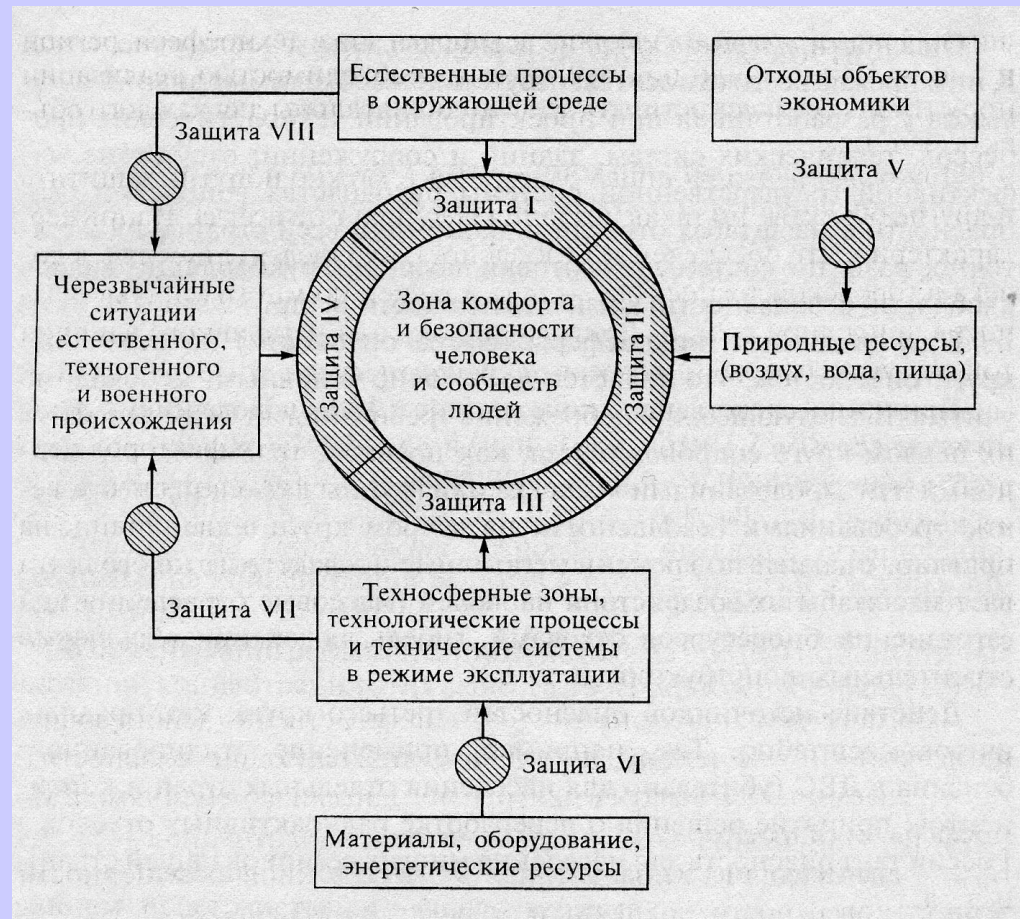 Естественные процессы
в окружающей среде
Отходы объектов
экономики
Защита VIII
Защита V
Защита I
Черезвычайные
ситуации
естественного,
техногенного
и военного
происхождения
Защита IV
Зона комфорта
и безопасности
человека
и сообществ
людей
Защита II
Природные ресурсы,
(воздух, вода, пища)
Защита III
Защита VII
Техносферные зоны,
технологические процессы
и технические системы
в режиме эксплуатации
Защита VI
Материалы, оборудование,
энергетические ресурсы